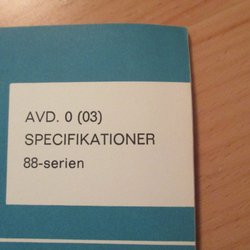 AVD. 0 (03)
SPECIFIKATIONER
88-serien